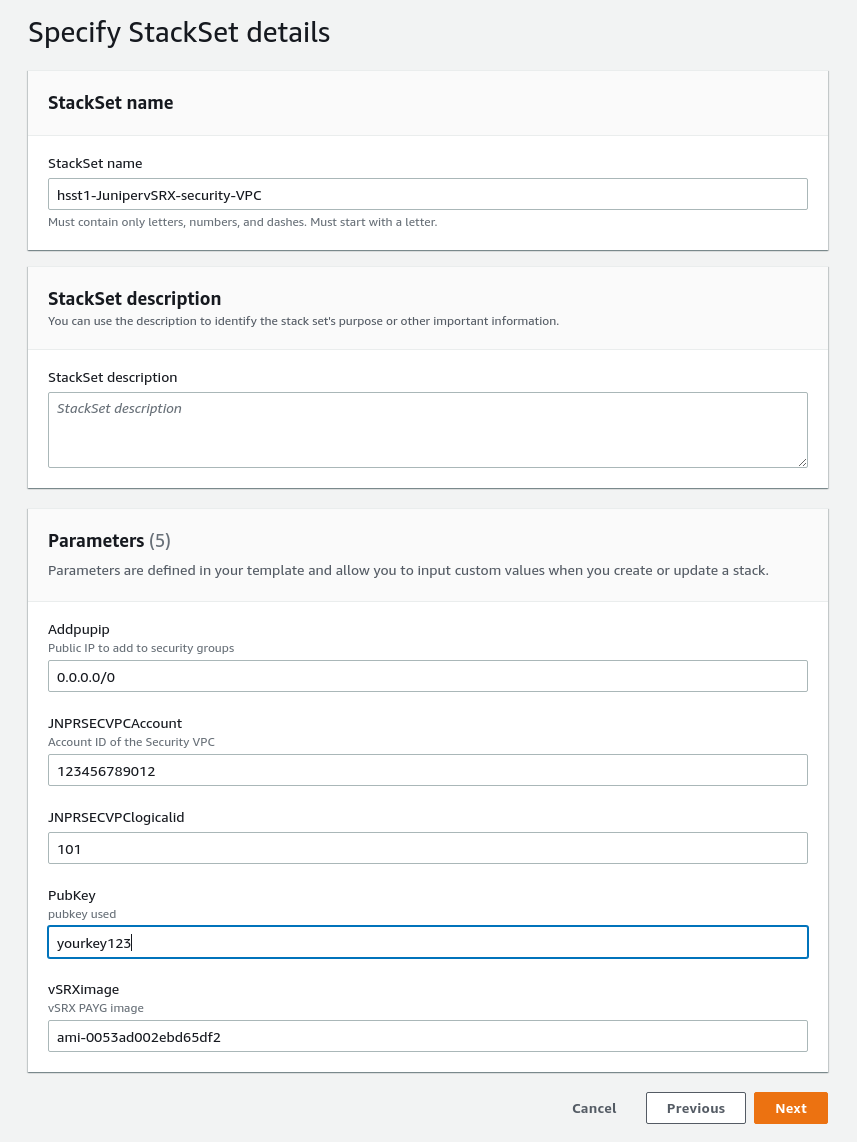 Specify StackSet details
StackSet name
StackSet name
hsst1-JunipervSRX-security-VPC
Must contain only letters, numbers, and dashes. Must start with a letter.
StackSet description
You can use the description to identify the stack set's purpose or other important information.
StackSet description
StackSet description
Parameters (5)
Parameters are defined in your template and allow you to input custom values when you create or update a stack.
Addpupip
Public IP to add to security groups
0.0.0.0/0
JNPRSECVPCAccount
Account ID of the Security VPC
123456789012
JNPRSECVPClogicalid
101
PubKey
pubkey used
yourkey123
vSRXimage
vSRX PAYG image
ami-0053ad002ebd65df2
Cancel Previous Next